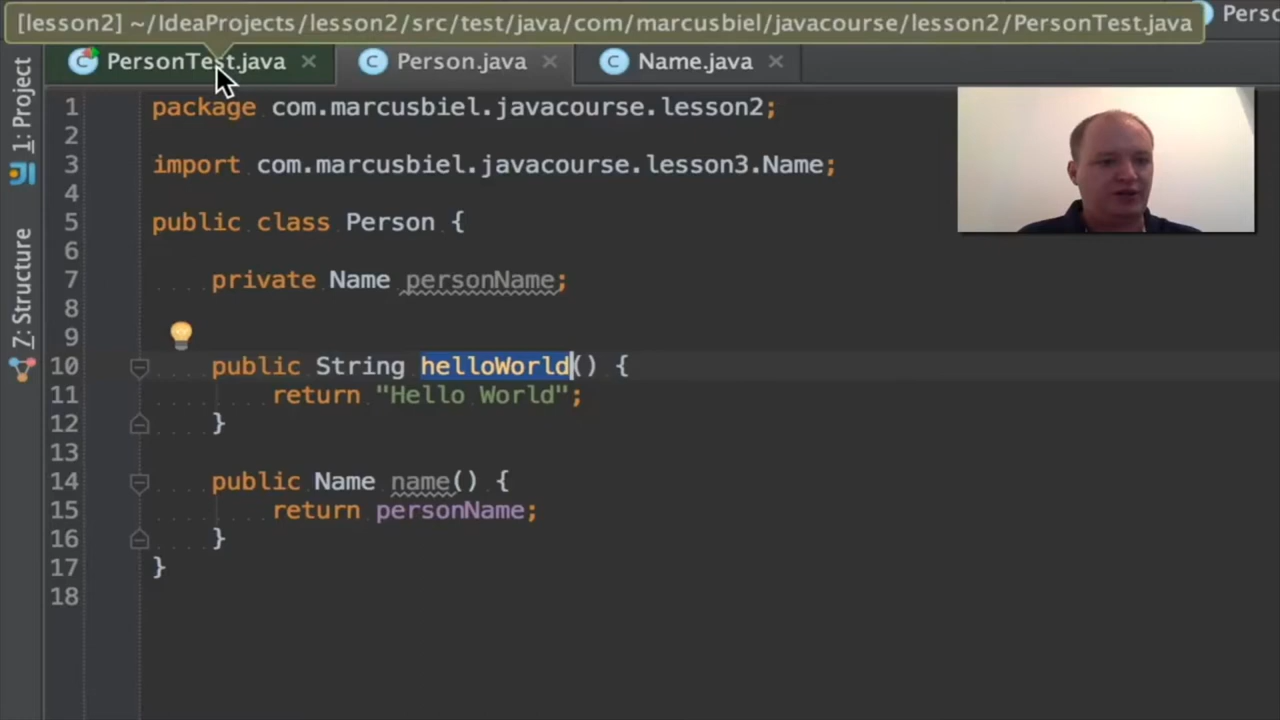 [lesson2] ~/IdeaProjects/lesson2/src/test/java/com/marcusbiel/javacourse/lesson2/PersonTest.java
PersonTest.java
Person.java
Name.java
1: Project
Z: Structure
1 package com.marcusbiel.javacourse.lesson2;
2
3 import com.marcusbiel.javacourse.lesson3.Name;
4
5 public class Person {
6
7 private Name personName;
8
9
10 public String helloWorld() {
11 return "Hello World";
12 }
13
14 public Name name() {
15 return personName;
16 }
17 }
18